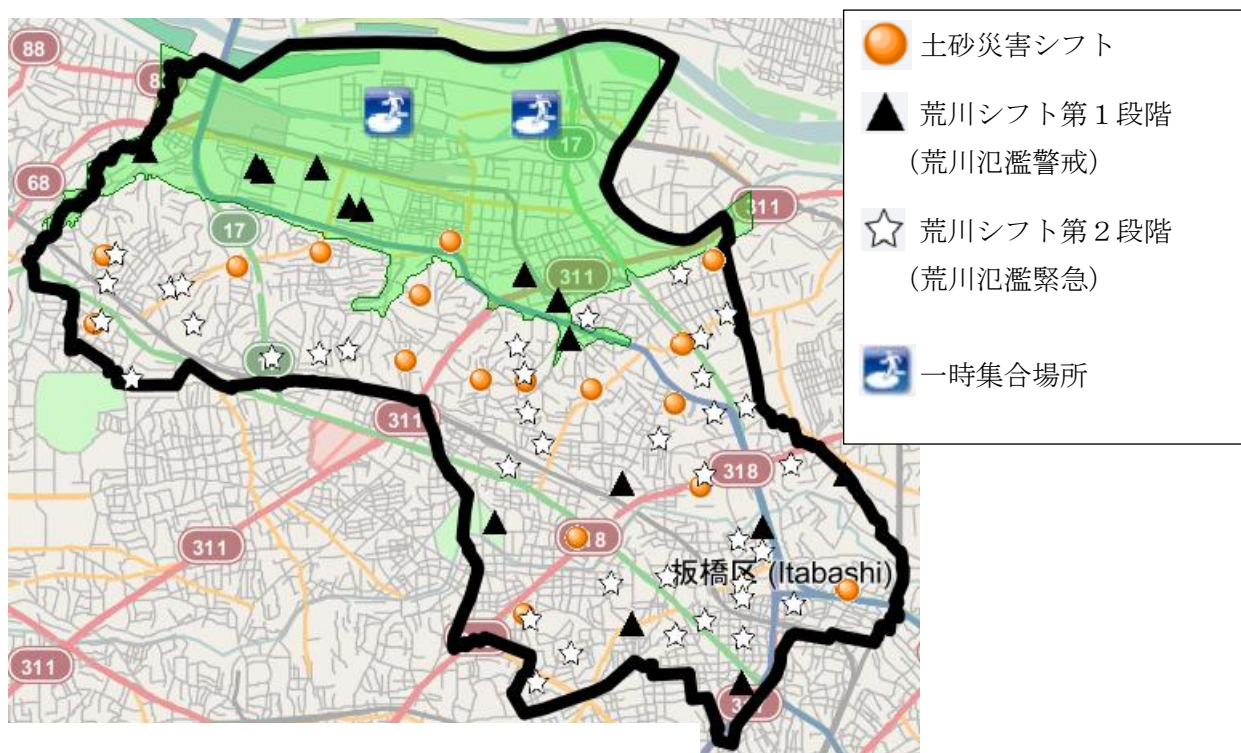 88
68
17
17
311
311
311
318
311
311
板橋区 (Itabashi)
土砂災害シフト
荒川シフト第１段階
(荒川氾濫警戒)
荒川シフト第２段階
(荒川氾濫緊急)
一時集合場所